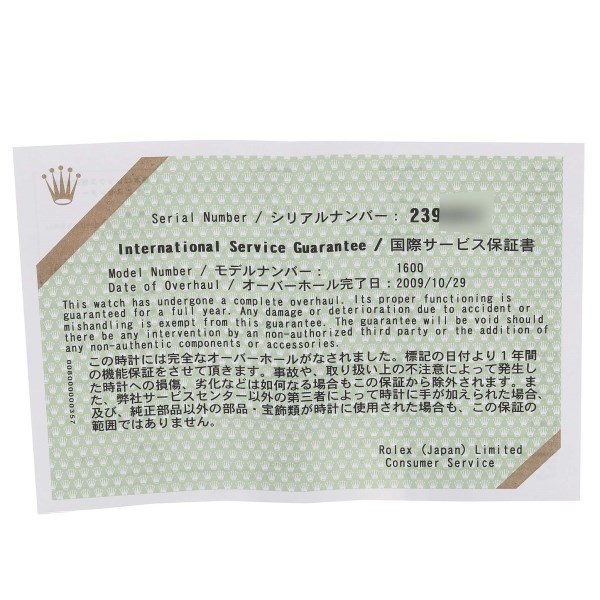 Serial Number / シリアルナンバー : 239
International Service Guarantee / 国際サービス保証書
Model Number / モデルナンバー : 1600
Date of Overhaul / オーバーホール完了日 : 2009/10/29
This watch has undergone a complete overhaul. Its proper functioning is
guaranteed for a full year. Any damage or deterioration due to accident or
mishandling is exempt from this guarantee. The guarantee will be void should
there be any intervention by an non-authorized third party or the addition of
any non-authentic components or accessories.
この時計には完全なオーバーホールがなされました。標記の日付より1年間
の機能保証をさせて頂きます。事故や、取り扱い上の不注意によって発生し
た時計への損傷、劣化などは如何なる場合もこの保証から除外されます。ま
た、弊社サービスセンター以外の第三者によって時計に手が加えられた場合、
及び、純正部品以外の部品・宝飾類が時計に使用された場合も、この保証の
範囲ではありません。
Rolex (Japan) Limited
Consumer Service